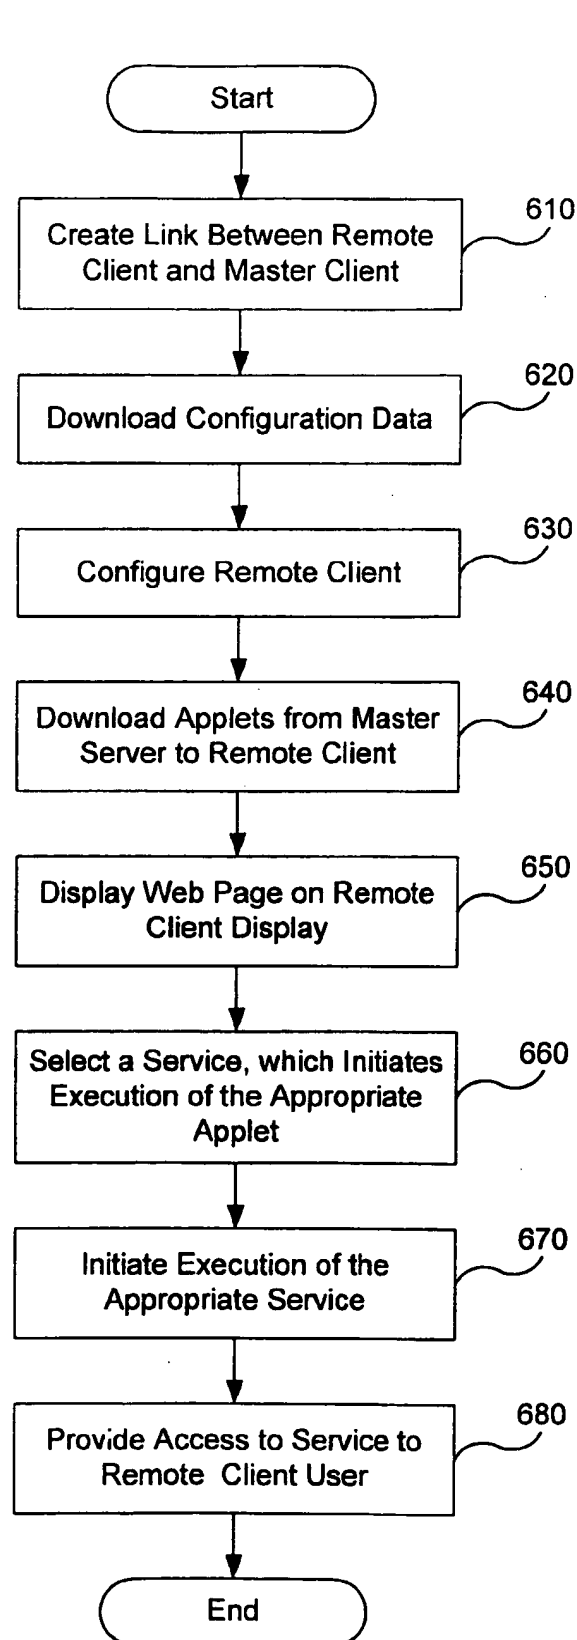 Start
610
Create Link Between Remote
Client and Master Client
620
Download Configuration Data
630
Configure Remote Client
640
Download Applets from Master
Server to Remote Client
650
Display Web Page on Remote
Client Display
660
Select a Service, which Initiates
Execution of the Appropriate
Applet
670
Initiate Execution of the
Appropriate Service
680
Provide Access to Service to
Remote Client User
End